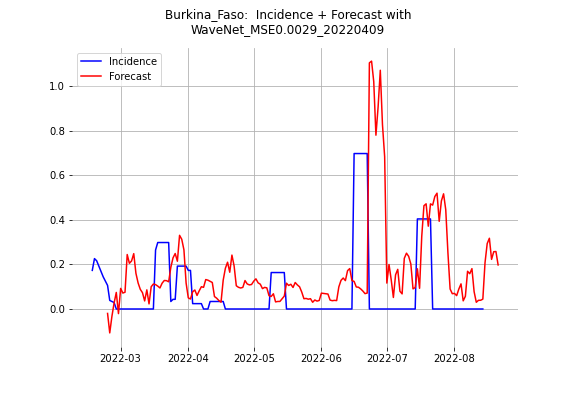 Burkina_Faso:  Incidence + Forecast with
WaveNet_MSE0.0029_20220409
Incidence
Forecast
1.0
0.8
0.6
0.4
0.2
0.0
2022-03 2022-04 2022-05 2022-06 2022-07 2022-08